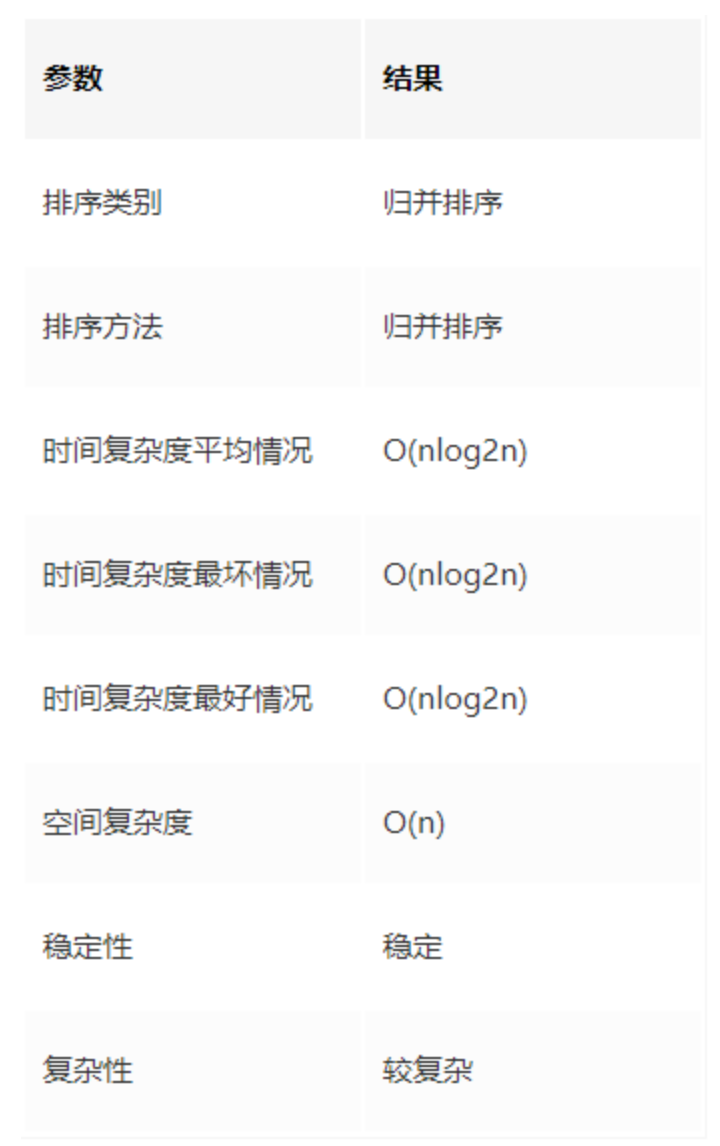 参数 结果
排序类别 归并排序
排序方法 归并排序
时间复杂度平均情况 O(nlog2n)
时间复杂度最坏情况 O(nlog2n)
时间复杂度最好情况 O(nlog2n)
空间复杂度 O(n)
稳定性 稳定
复杂性 较复杂